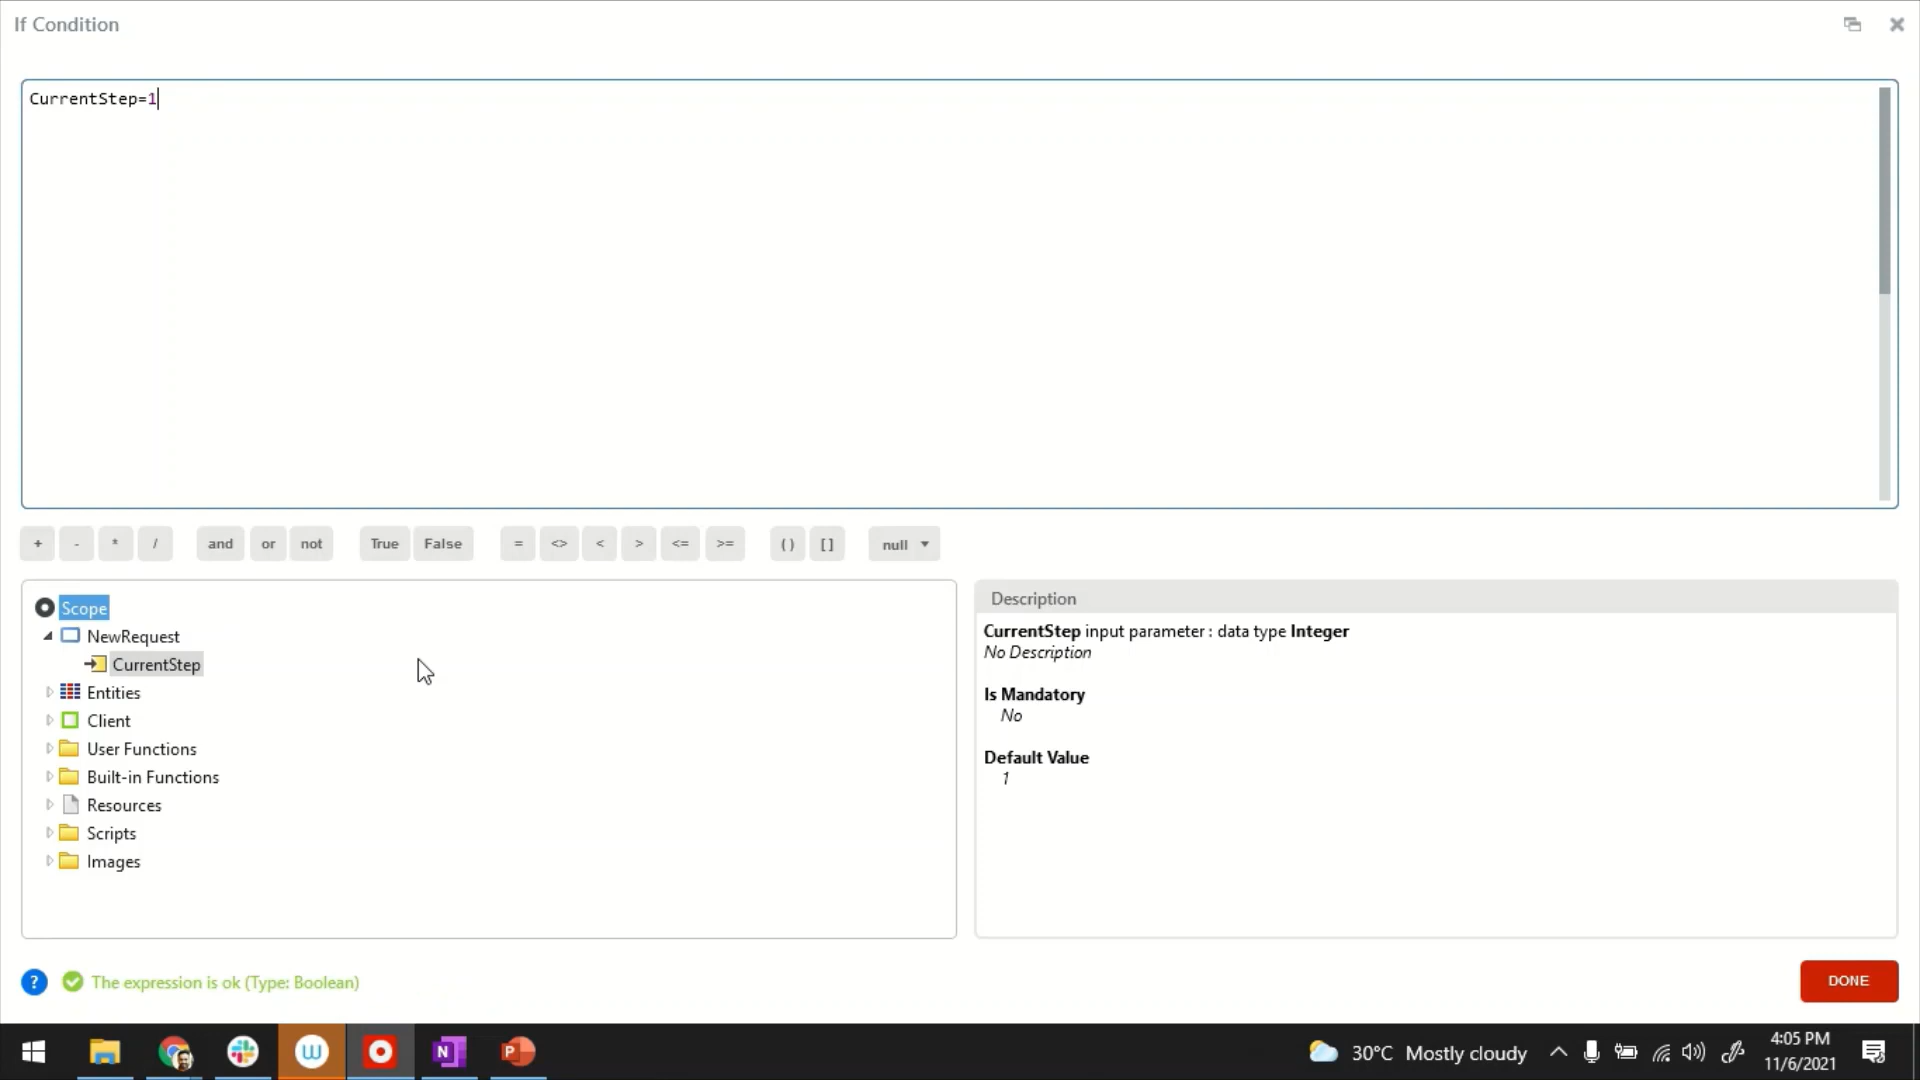 If Condition
CurrentStep=1
+ - * / and or not True False = <> < > <= >= ( ) [ ] null
Scope
NewRequest
CurrentStep
Entities
Client
User Functions
Built-in Functions
Resources
Scripts
Images
Description
CurrentStep input parameter : data type Integer
No Description
Is Mandatory
No
Default Value
1
? The expression is ok (Type: Boolean)
DONE
N
P
30°C Mostly cloudy
4:05 PM
11/6/2021